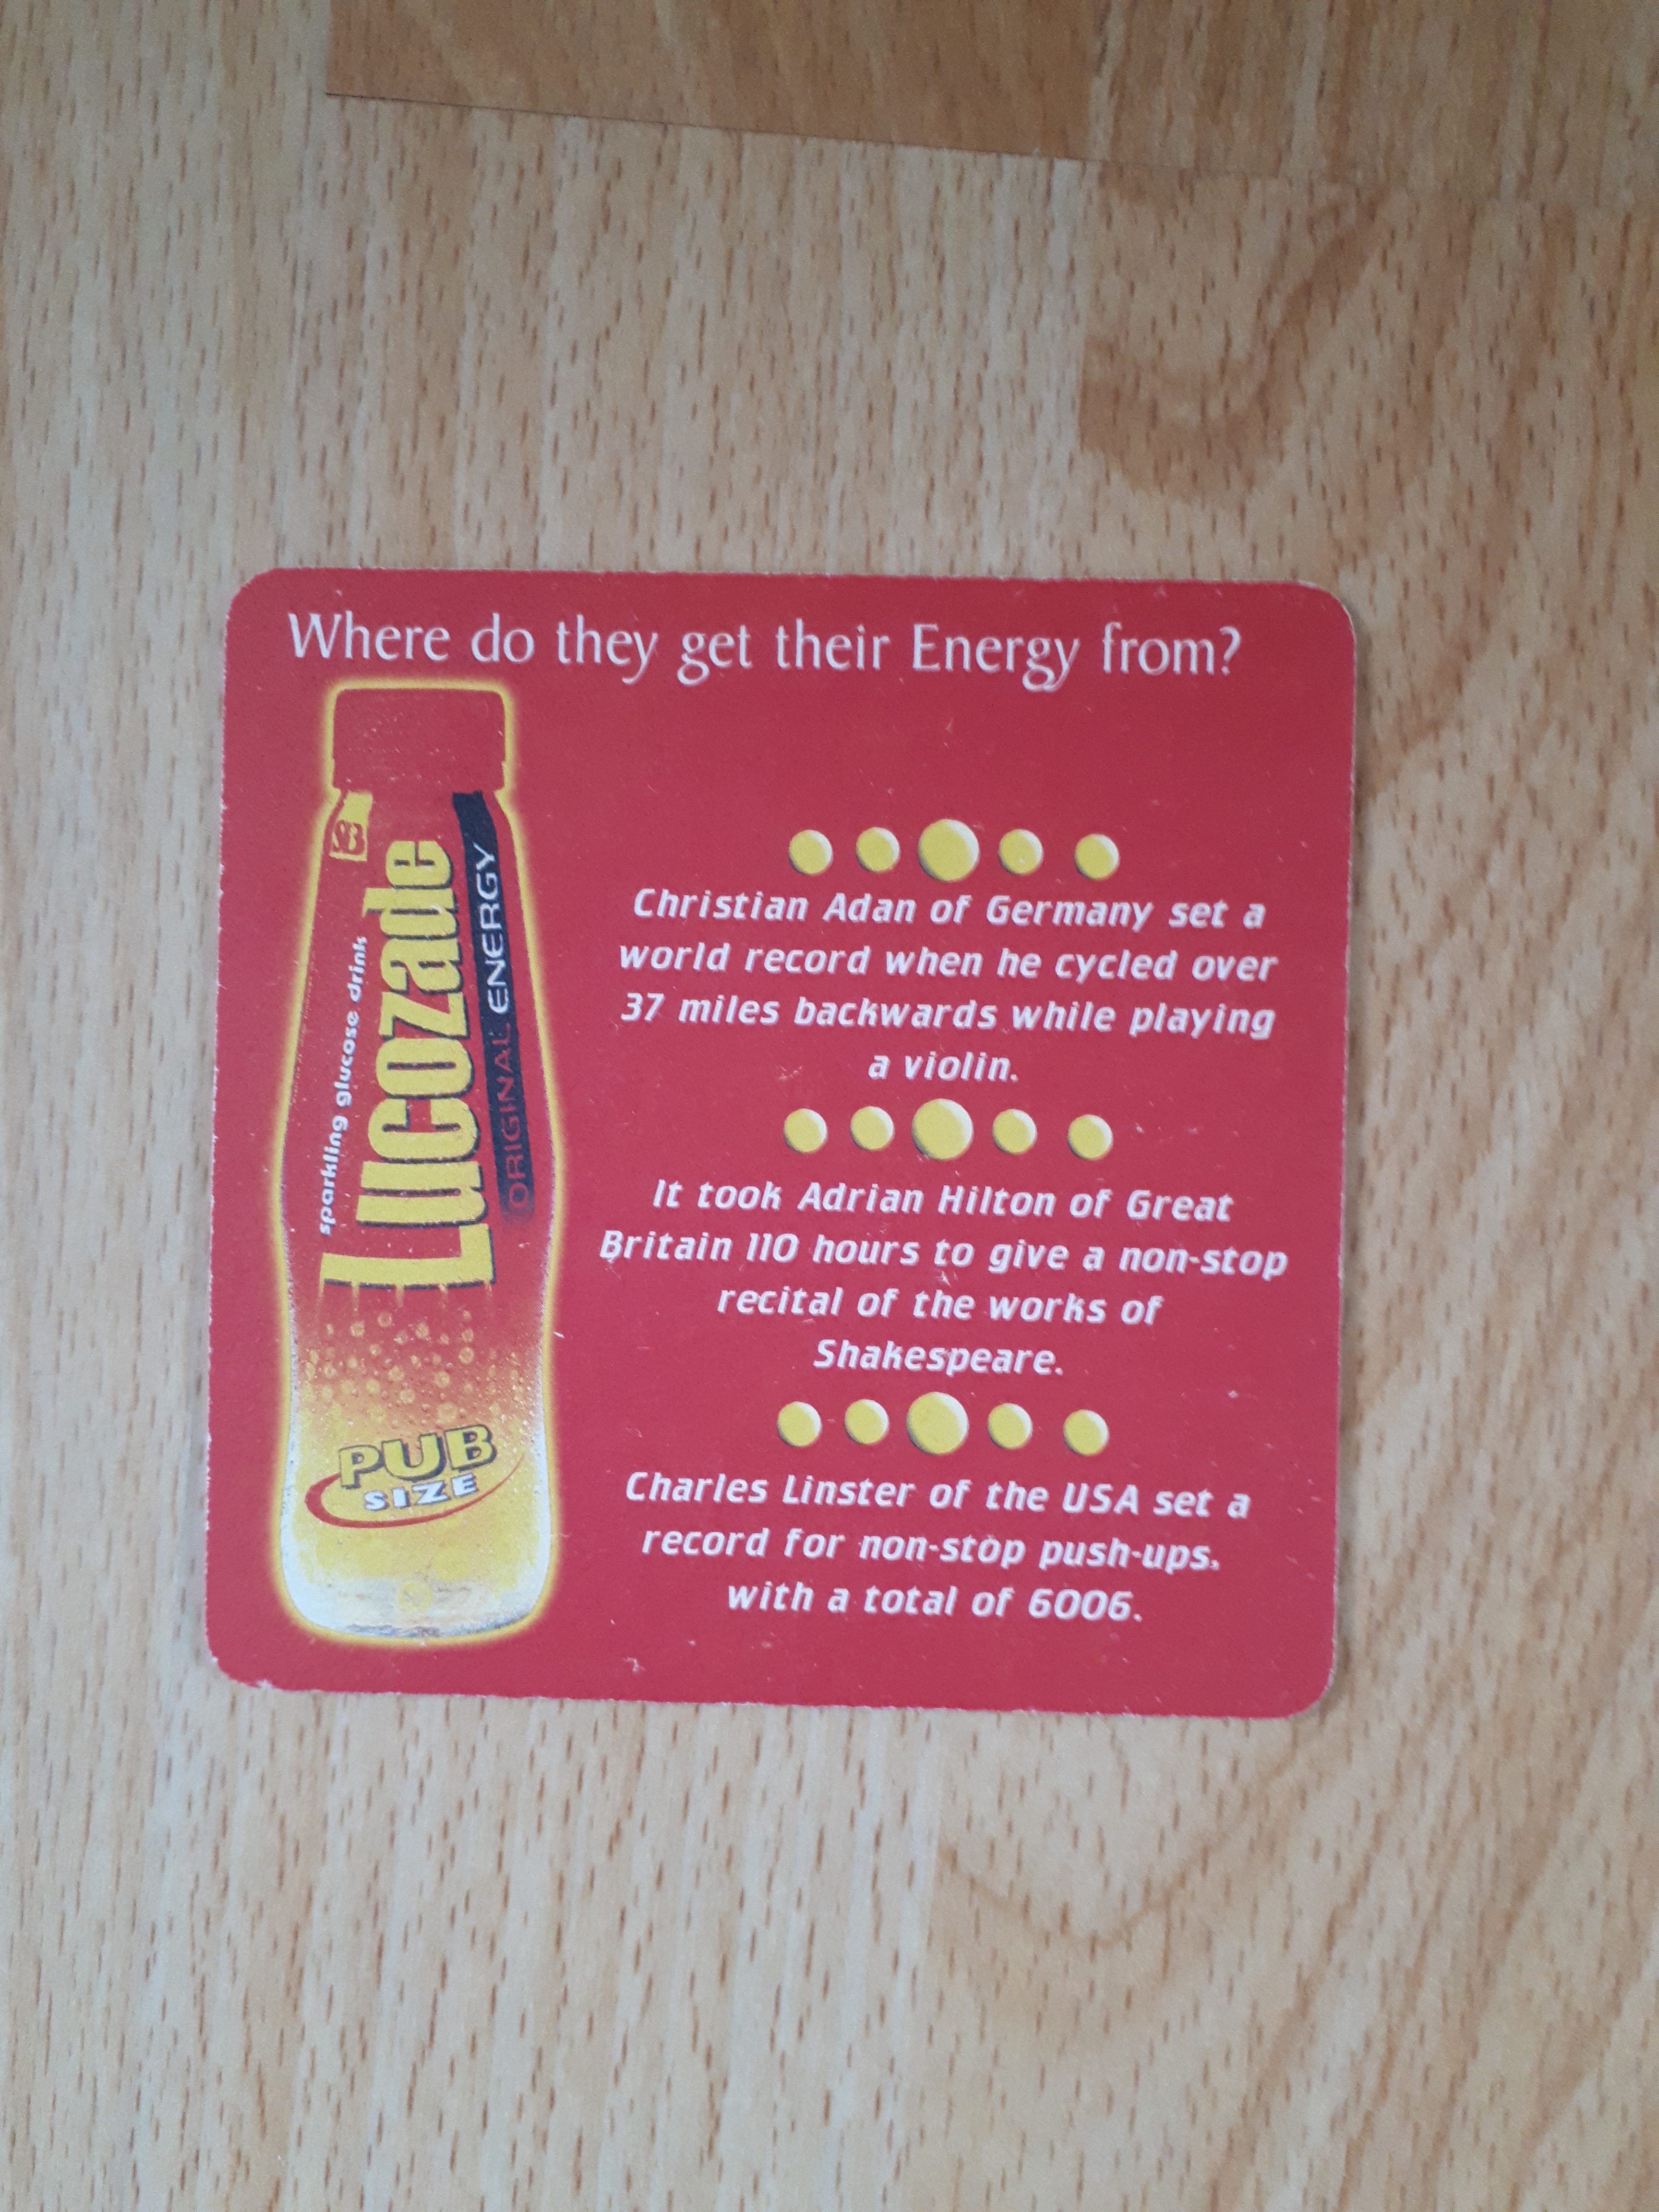 Where do they get their Energy from?
SB
sparkling glucose drink
Lucozade
ORIGINAL ENERGY
PUB
SIZE
Christian Adan of Germany set a
world record when he cycled over
37 miles backwards while playing
a violin.
It took Adrian Hilton of Great
Britain 110 hours to give a non-stop
recital of the works of
Shakespeare.
Charles Linster of the USA set a
record for non-stop push-ups,
with a total of 6006.